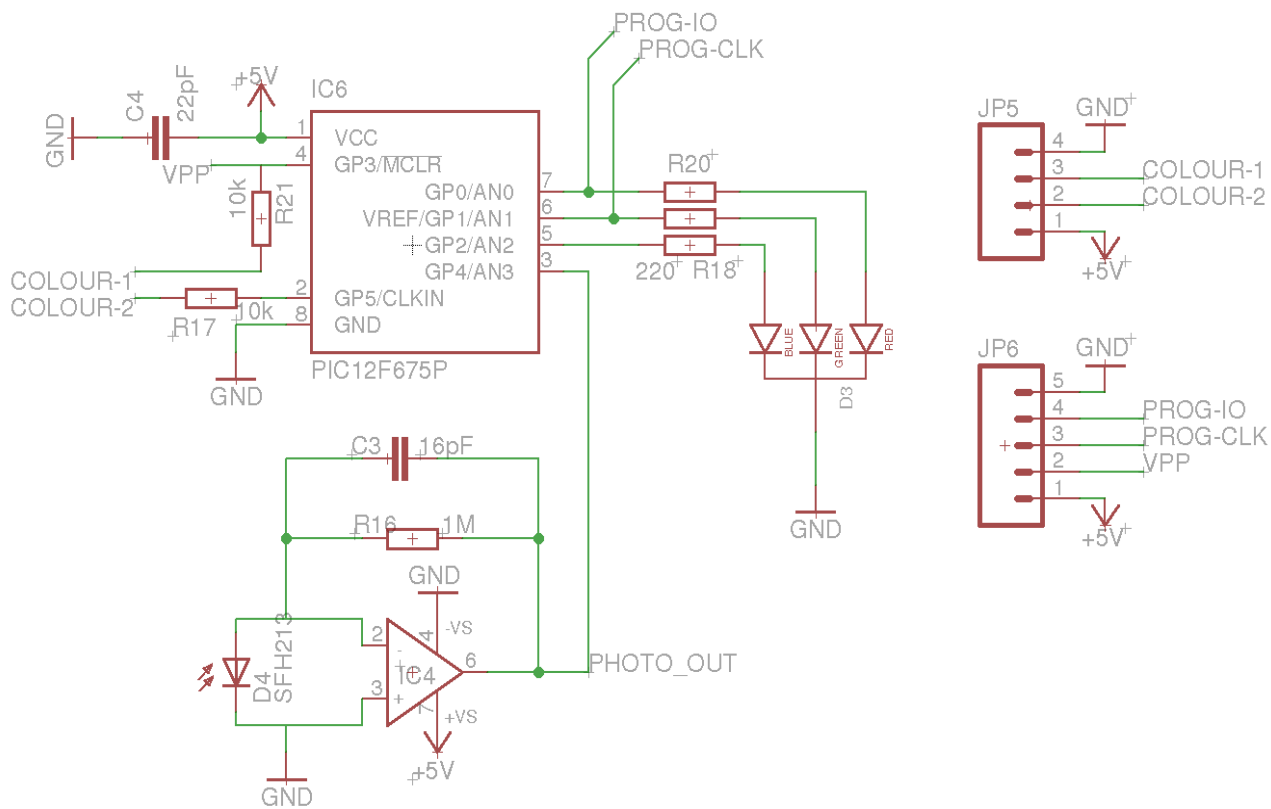 PROG-IO
PROG-CLK
+5V
22pF
C4
GND
IC6
1
VCC
4
GP3/MCLR
VPP
10k
R21
GP0/AN0
7
VREF/GP1/AN1
6
GP2/AN2
5
GP4/AN3
3
R20
220
R18
COLOUR-1
COLOUR-2
R17
10k
2
GP5/CLKIN
8
GND
PIC12F675P
GND
BLUE
GREEN
RED
D3
GND
JP5
GND
4
3
COLOUR-1
2
COLOUR-2
1
+5V
JP6
GND
5
4
PROG-IO
3
PROG-CLK
2
VPP
1
+5V
C3
16pF
R16
1M
GND
4
-VS
D4
SFH213
2
-
3
+
IC4
6
PHOTO_OUT
7
+VS
+5V
GND